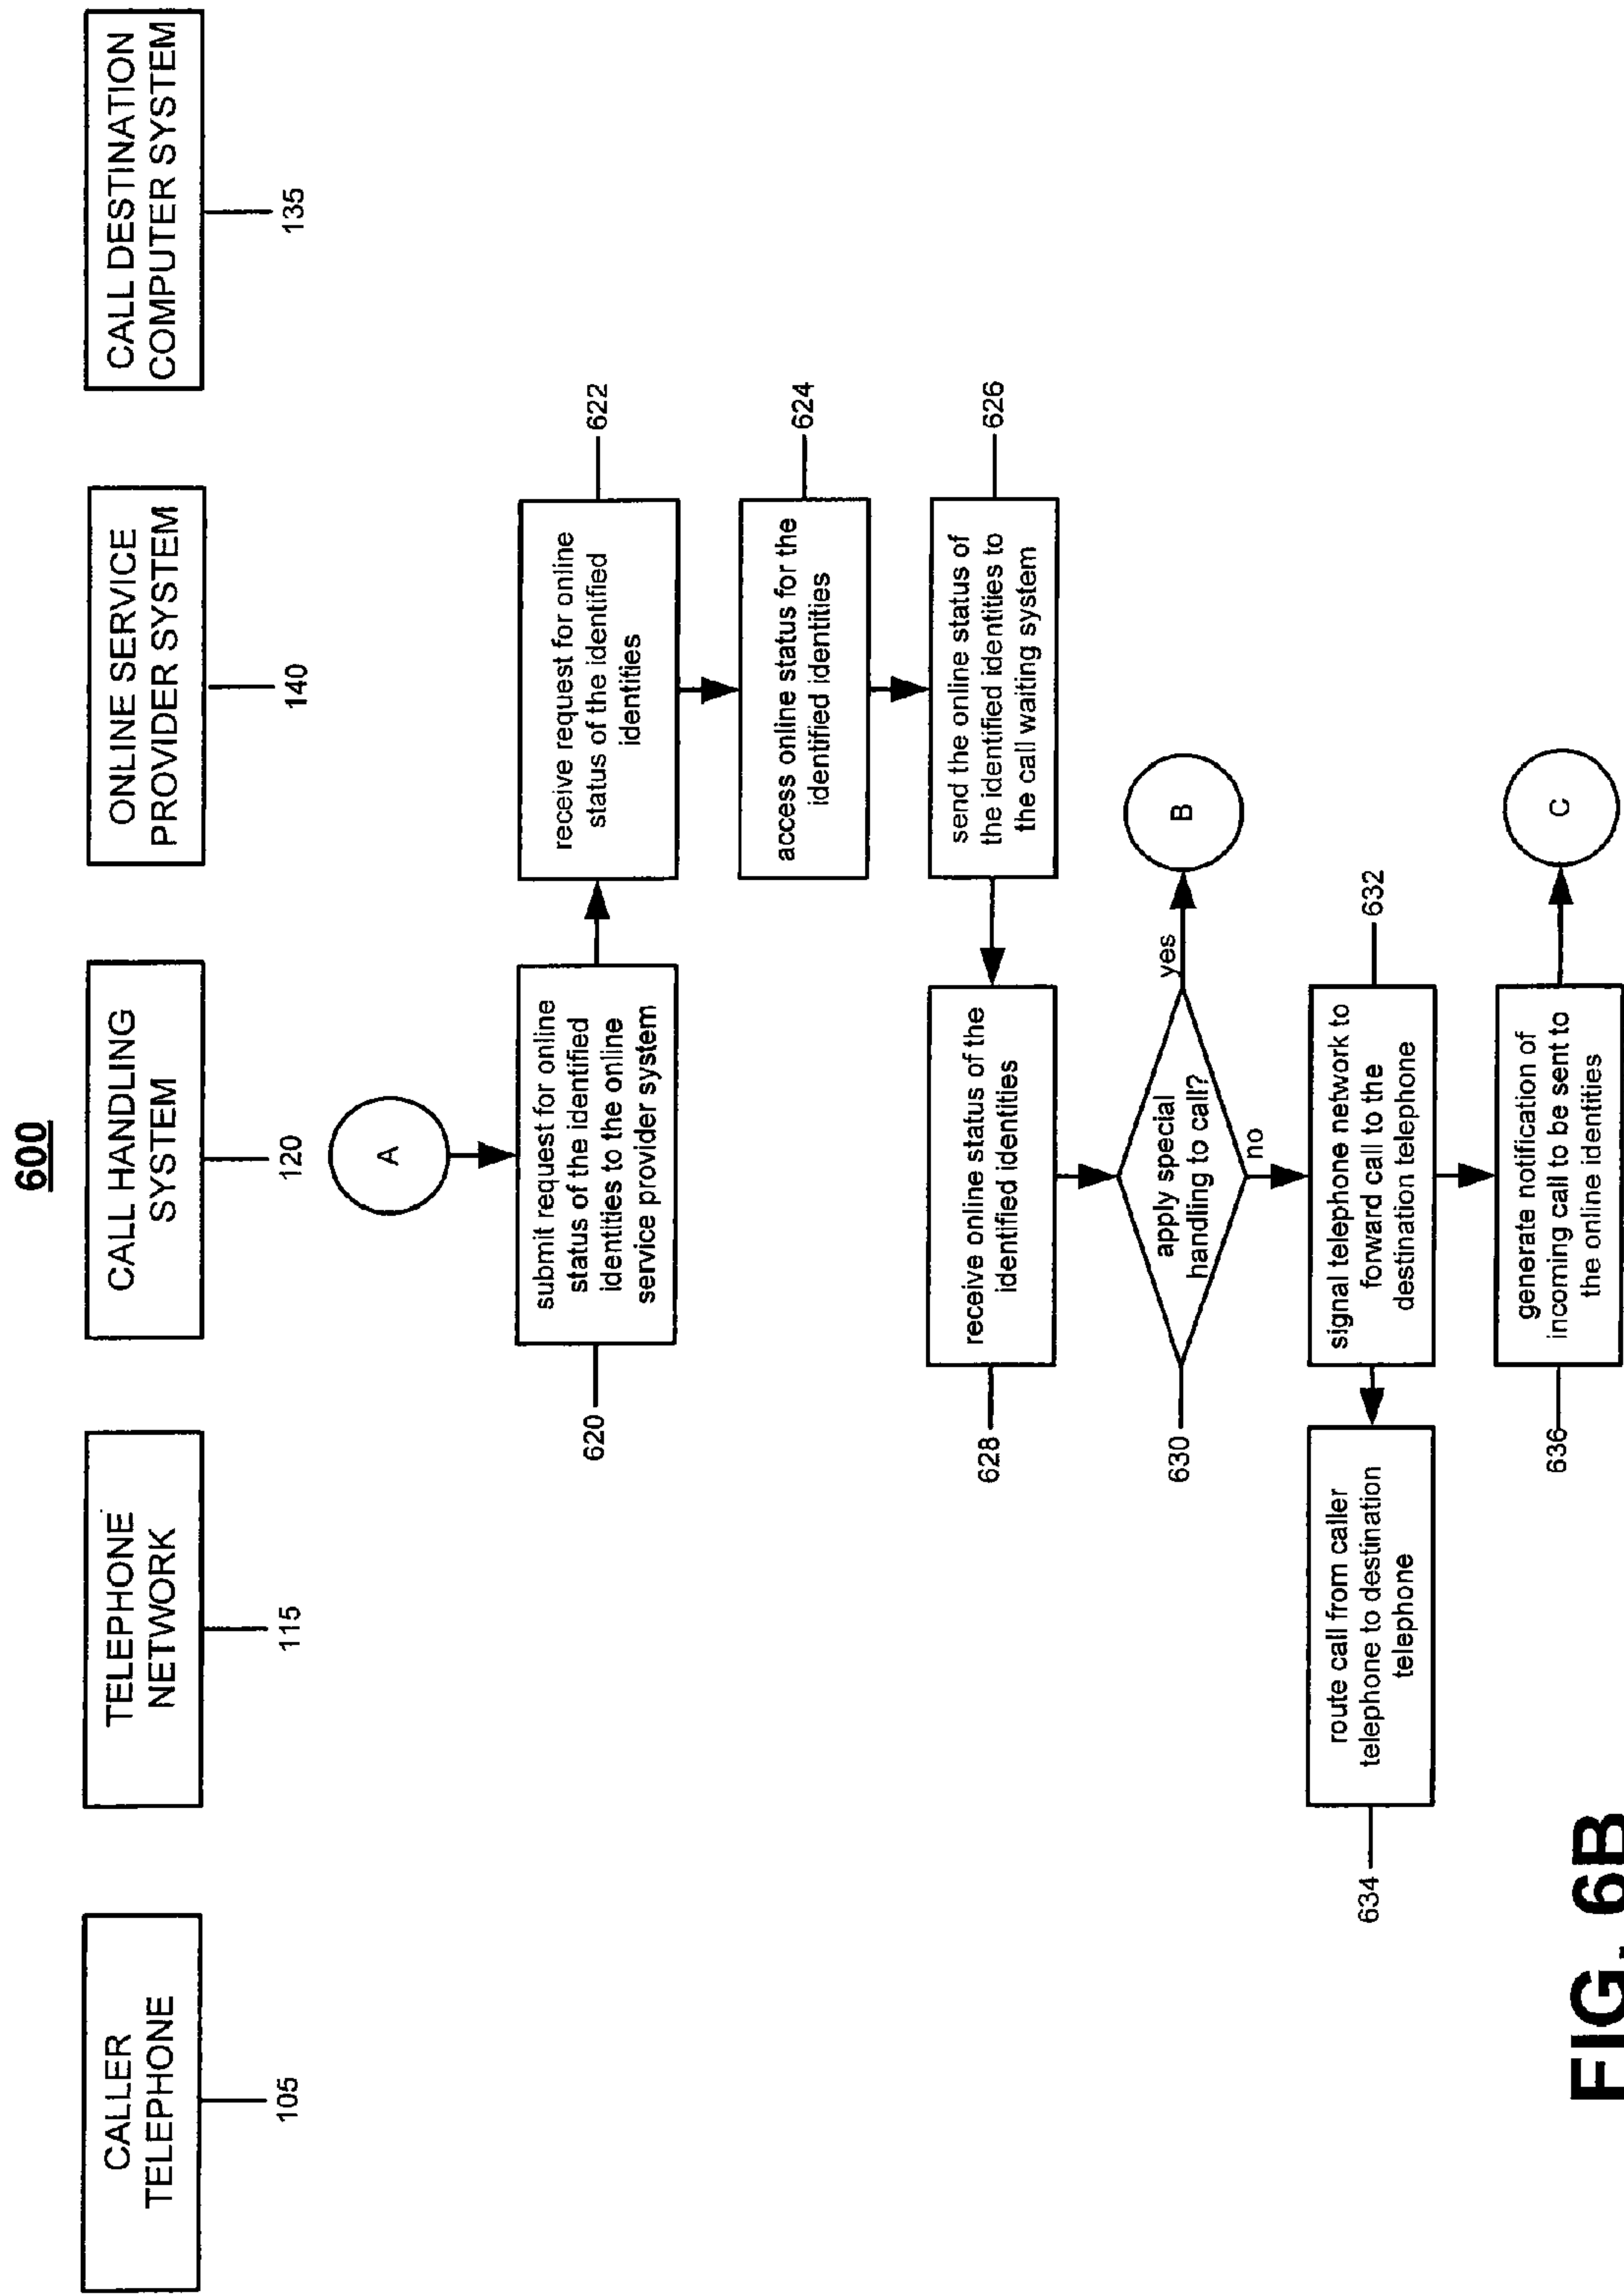 600
CALLER
TELEPHONE
105
TELEPHONE
NETWORK
115
CALL HANDLING
SYSTEM
120
ONLINE SERVICE
PROVIDER SYSTEM
140
CALL DESTINATION
COMPUTER SYSTEM
135
A
submit request for online
status of the identified
identities to the online
service provider system
620
receive request for online
status of the identified
identities
622
access online status for the
identified identities
624
send the online status of
the identified identities to
the call waiting system
626
receive online status of the
identified identities
628
apply special
handling to call?
630
yes
B
no
signal telephone network to
forward call to the
destination telephone
632
route call from caller
telephone to destination
telephone
634
generate notification of
incoming call to be sent to
the online identities
636
C
FIG. 6B